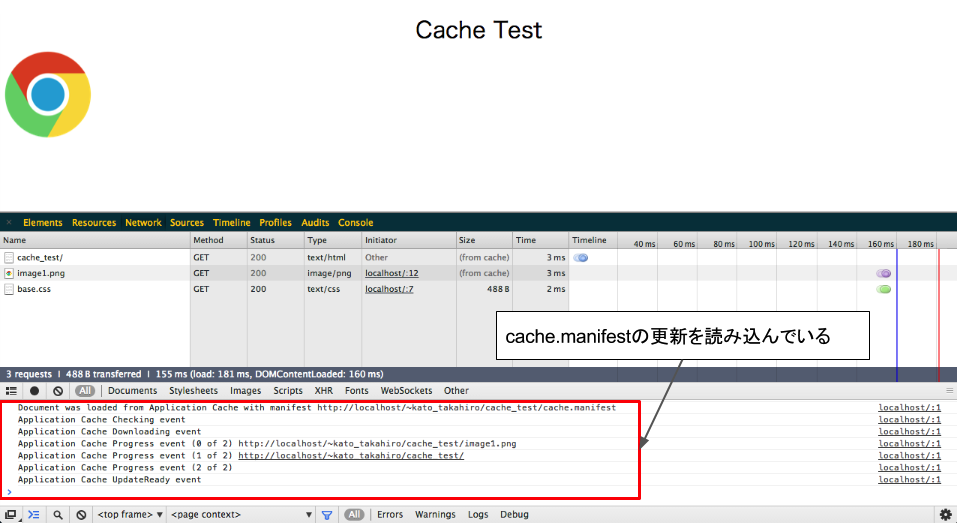 Cache Test
× Elements Resources Network Sources Timeline Profiles Audits Console
Name Method Status Type Initiator Size Time Timeline 40 ms 60 ms 80 ms 100 ms 120 ms 140 ms 160 ms 180 ms
cache_test/ GET 200 text/html Other (from cache) 3 ms
image1.png GET 200 image/png localhost/:12 (from cache) 3 ms
base.css GET 200 text/css localhost/:7 488 B 2 ms
cache.manifestの更新を読み込んでいる
3 requests | 488 B transferred | 155 ms (load: 181 ms, DOMContentLoaded: 160 ms)
All Documents Stylesheets Images Scripts XHR Fonts WebSockets Other
Document was loaded from Application Cache with manifest http://localhost/~kato_takahiro/cache_test/cache.manifest localhost/:1
Application Cache Checking event localhost/:1
Application Cache Downloading event localhost/:1
Application Cache Progress event (0 of 2) http://localhost/~kato_takahiro/cache_test/image1.png localhost/:1
Application Cache Progress event (1 of 2) http://localhost/~kato_takahiro/cache_test/ localhost/:1
Application Cache Progress event (2 of 2) localhost/:1
Application Cache UpdateReady event localhost/:1
>
<top frame> ▼ <page context> ▼ All Errors Warnings Logs Debug